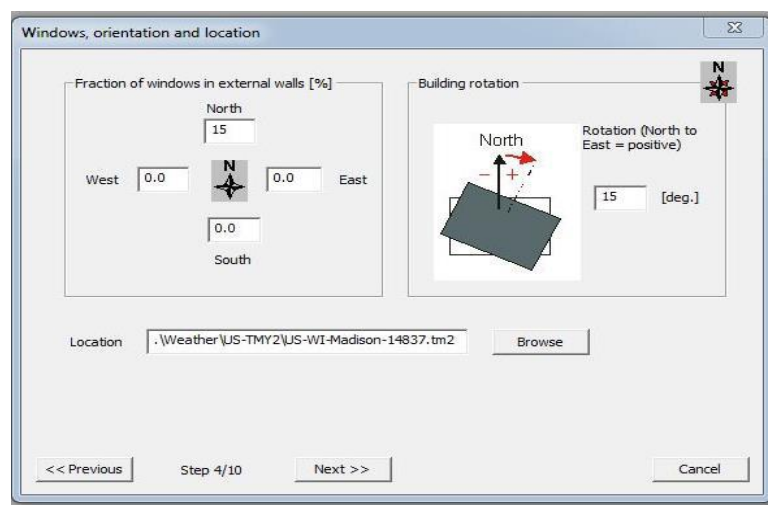 Windows, orientation and location
Fraction of windows in external walls [%]
North
15
West 0.0 N 0.0 East
0.0
South
Building rotation
N
North
- +
Rotation (North to
East = positive)
15 [deg.]
Location .\Weather\US-TMY2\US-WI-Madison-14837.tm2 Browse
<< Previous Step 4/10 Next >> Cancel